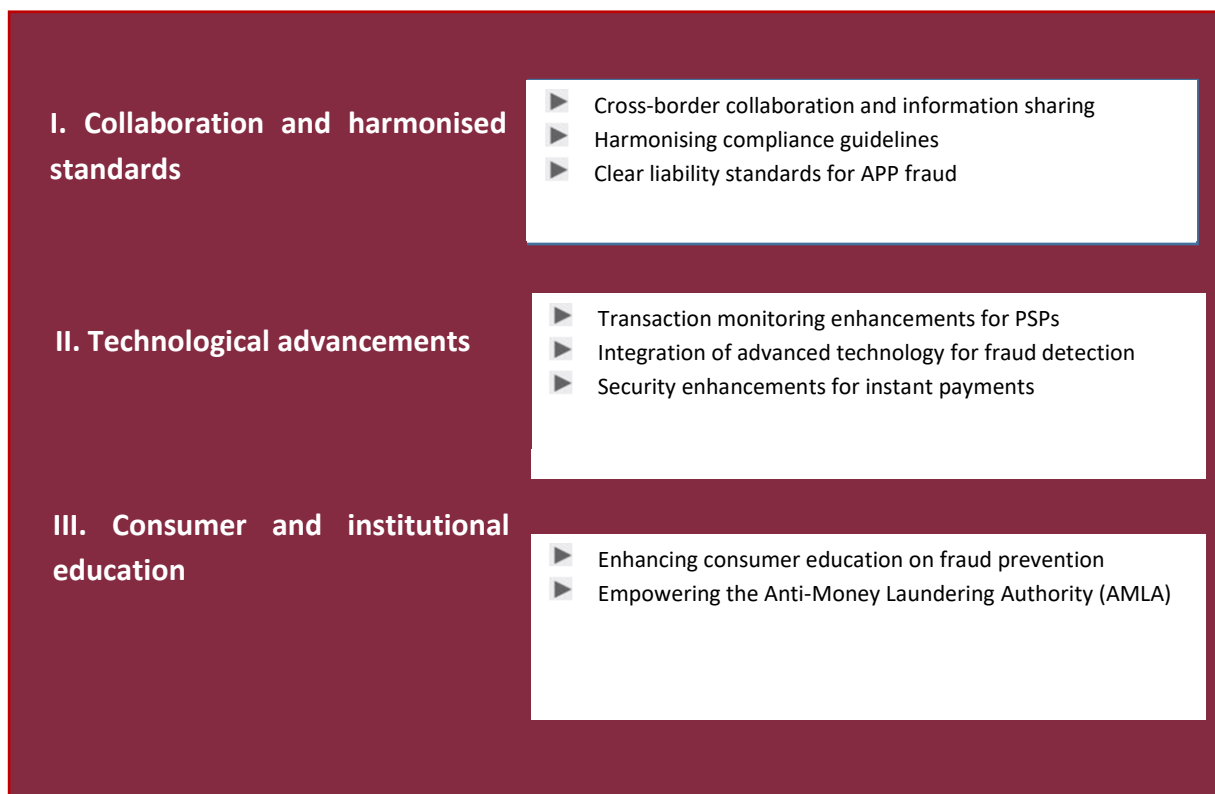 I. Collaboration and harmonised
standards
Cross-border collaboration and information sharing
Harmonising compliance guidelines
Clear liability standards for APP fraud
II. Technological advancements
Transaction monitoring enhancements for PSPs
Integration of advanced technology for fraud detection
Security enhancements for instant payments
III. Consumer and institutional
education
Enhancing consumer education on fraud prevention
Empowering the Anti-Money Laundering Authority (AMLA)